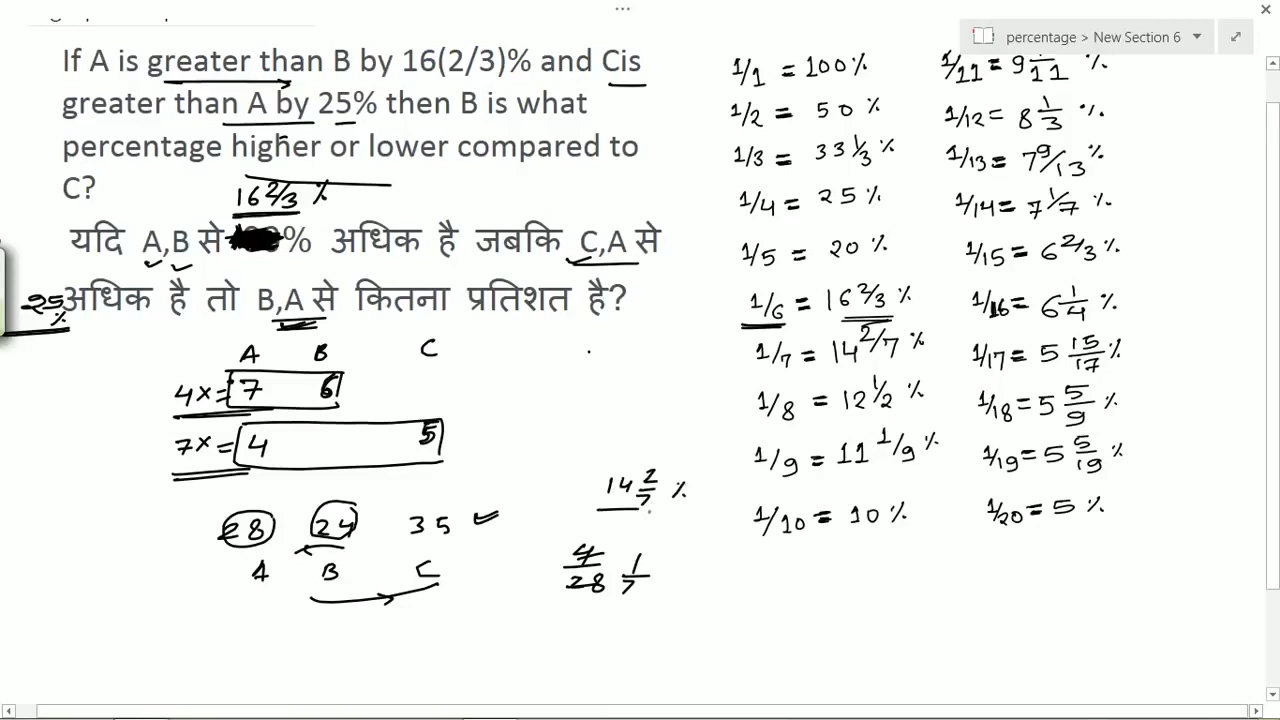 percentage > New Section 6
If A is greater than B by 16(2/3)% and Cis
greater than A by 25% then B is what
percentage higher or lower compared to
C?
16 2/3 %
यदि A,B से % अधिक है जबकि C,A से
25%
अधिक है तो B,A से कितना प्रतिशत है?
A B C
4x= 7 6
7x= 4 5
28 24 35
A B C
14 2/7 %
4/28 1/7
1/1 = 100%
1/2 = 50%
1/3 = 33 1/3 %
1/4 = 25%
1/5 = 20%
1/6 = 16 2/3 %
1/7 = 14 2/7 %
1/8 = 12 1/2 %
1/9 = 11 1/9 %
1/10 = 10%
1/11 = 9 1/11 %
1/12 = 8 1/3 %
1/13 = 7 9/13 %
1/14 = 7 1/7 %
1/15 = 6 2/3 %
1/16 = 6 1/4 %
1/17 = 5 15/17 %
1/18 = 5 5/9 %
1/19 = 5 5/19 %
1/20 = 5%